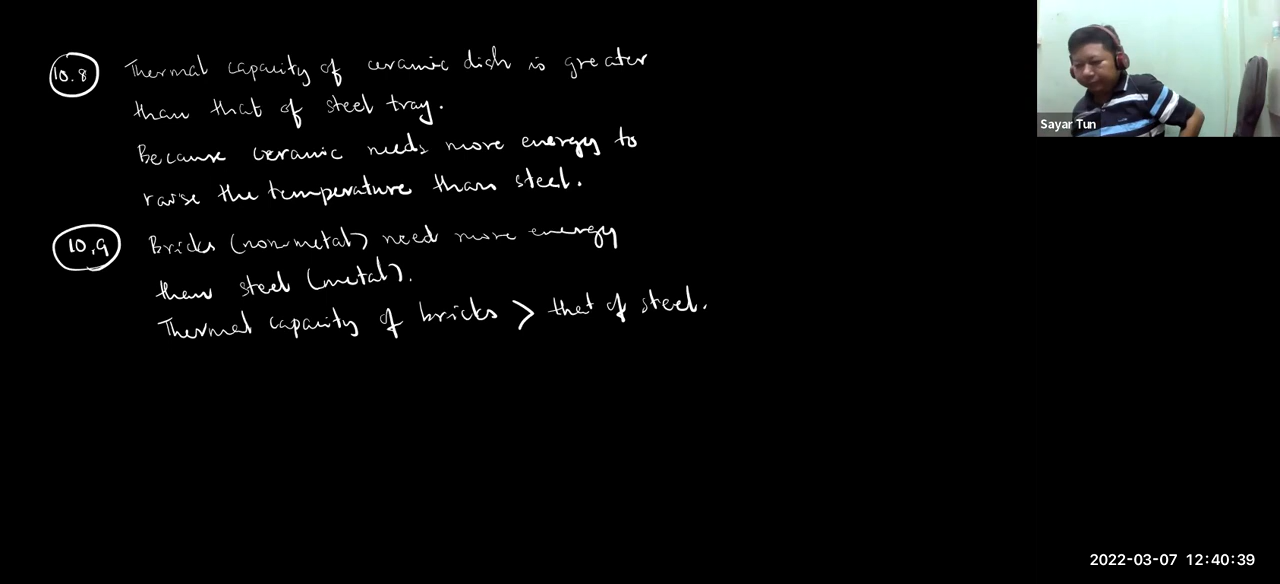 10.8 Thermal capacity of ceramic dish is greater
than that of steel tray.
Because ceramic needs more energy to
raise the temperature than steel.
10.9 Bricks (non-metal) need more energy
than steel (metal).
Thermal capacity of bricks > that of steel.
Sayar Tun
2022-03-07 12:40:39